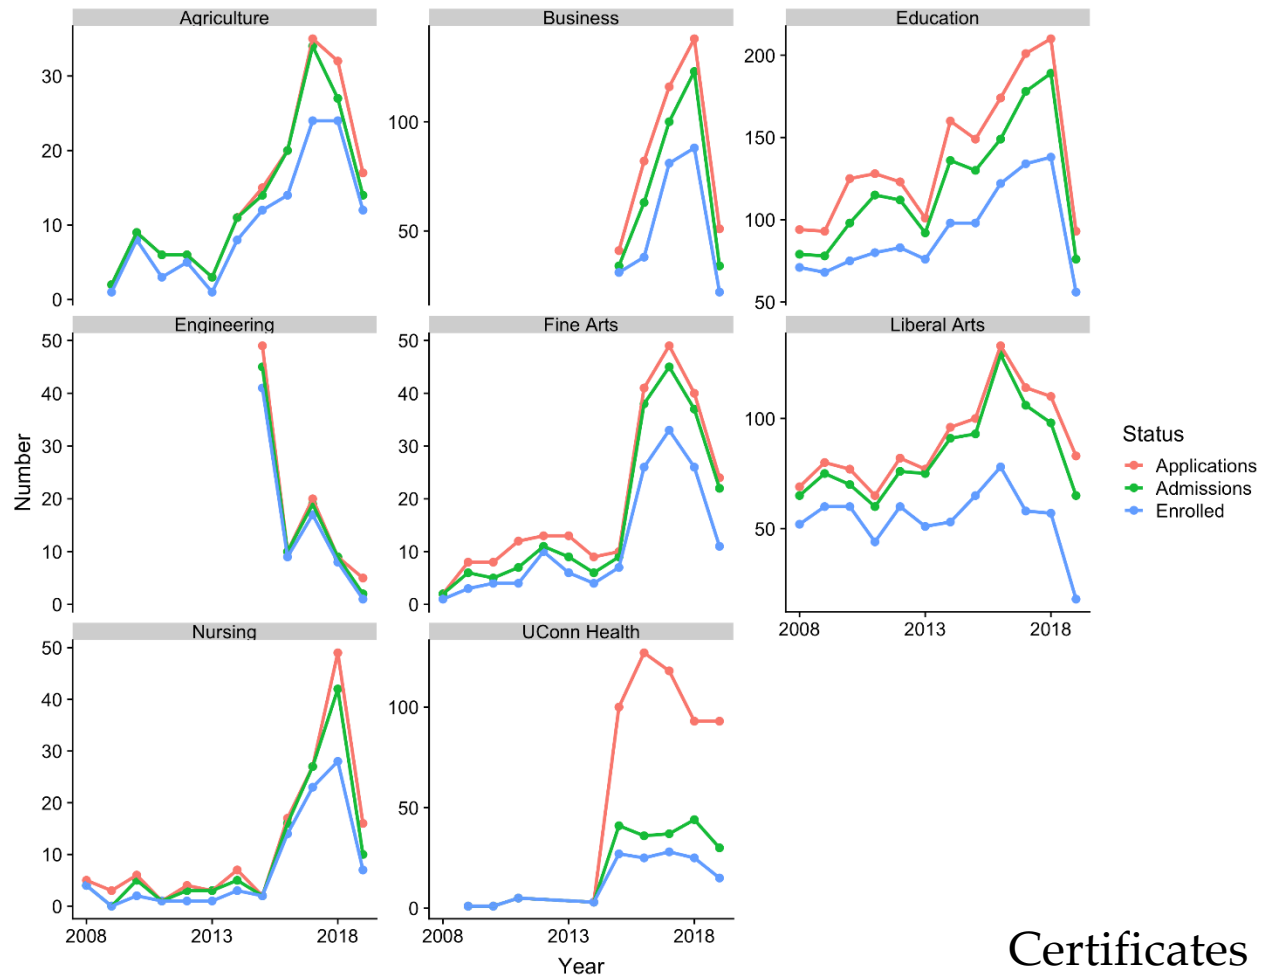 Agriculture
Business
Education
30
20
10
0
100
50
200
150
100
50
Engineering
Fine Arts
Liberal Arts
50
40
30
20
10
0
50
40
30
20
10
0
100
50
2008
2013
2018
Number
Status
Applications
Admissions
Enrolled
Nursing
UConn Health
50
40
30
20
10
0
100
50
0
2008
2013
2018
2008
2013
2018
Year
Certificates